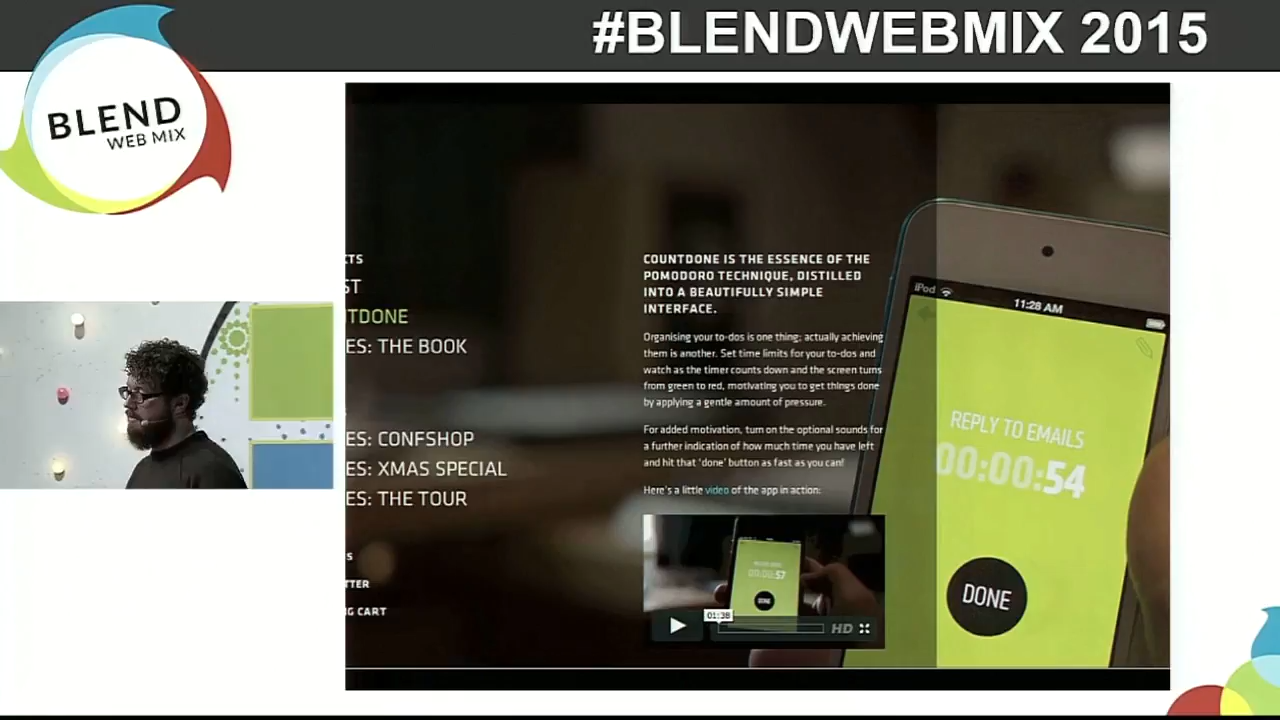 #BLENDWEBMIX 2015
BLEND
WEB MIX
CTS
ST
TDONE
ES: THE BOOK
ES: CONFSHOP
ES: XMAS SPECIAL
ES: THE TOUR
S
TTER
NG CART
COUNTDONE IS THE ESSENCE OF THE
POMODORO TECHNIQUE, DISTILLED
INTO A BEAUTIFULLY SIMPLE
INTERFACE.
Organising your to-dos is one thing; actually achieving
them is another. Set time limits for your to-dos and
watch as the timer counts down and the screen turns
from green to red, motivating you to get things done
by applying a gentle amount of pressure.
For added motivation, turn on the optional sounds for
a further indication of how much time you have left
and hit that 'done' button as fast as you can!
Here's a little video of the app in action:
00:00:57
DONE
01:38
HD
iPod
11:28 AM
REPLY TO EMAILS
00:00:54
DONE